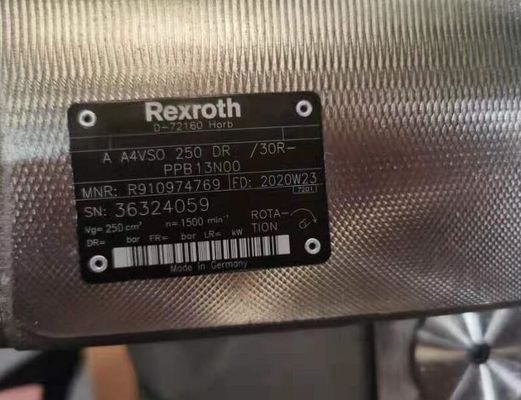 Rexroth
D-72160 Horb
A A4VSO 250 DR /30R-
PPB13N00
MNR: R910974769 FD: 2020W23
7201
SN: 36324059
Vg= 250 cm³ n= 1500 min⁻¹ ROTA-
TION
DR= bar FR= bar LR= kW
Made in Germany